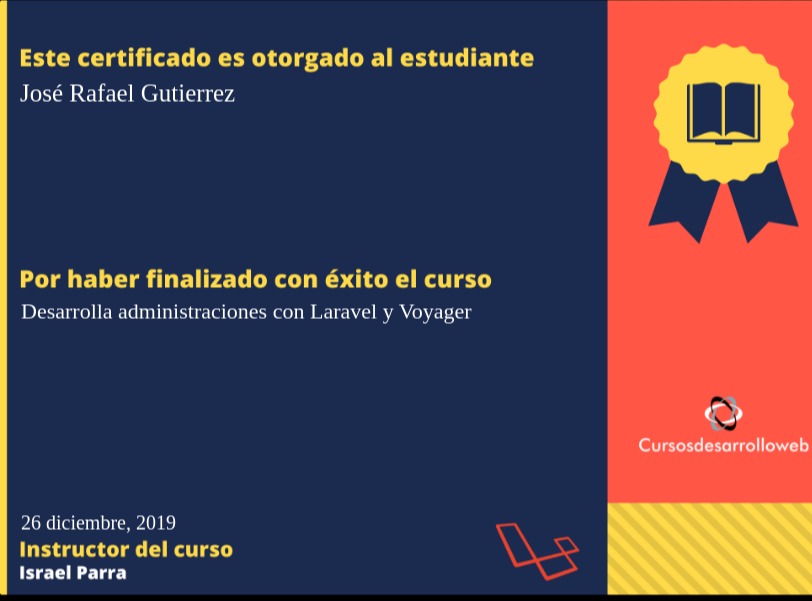 Este certificado es otorgado al estudiante
José Rafael Gutierrez
Por haber finalizado con éxito el curso
Desarrolla administraciones con Laravel y Voyager
Cursosdesarrolloweb
26 diciembre, 2019
Instructor del curso
Israel Parra